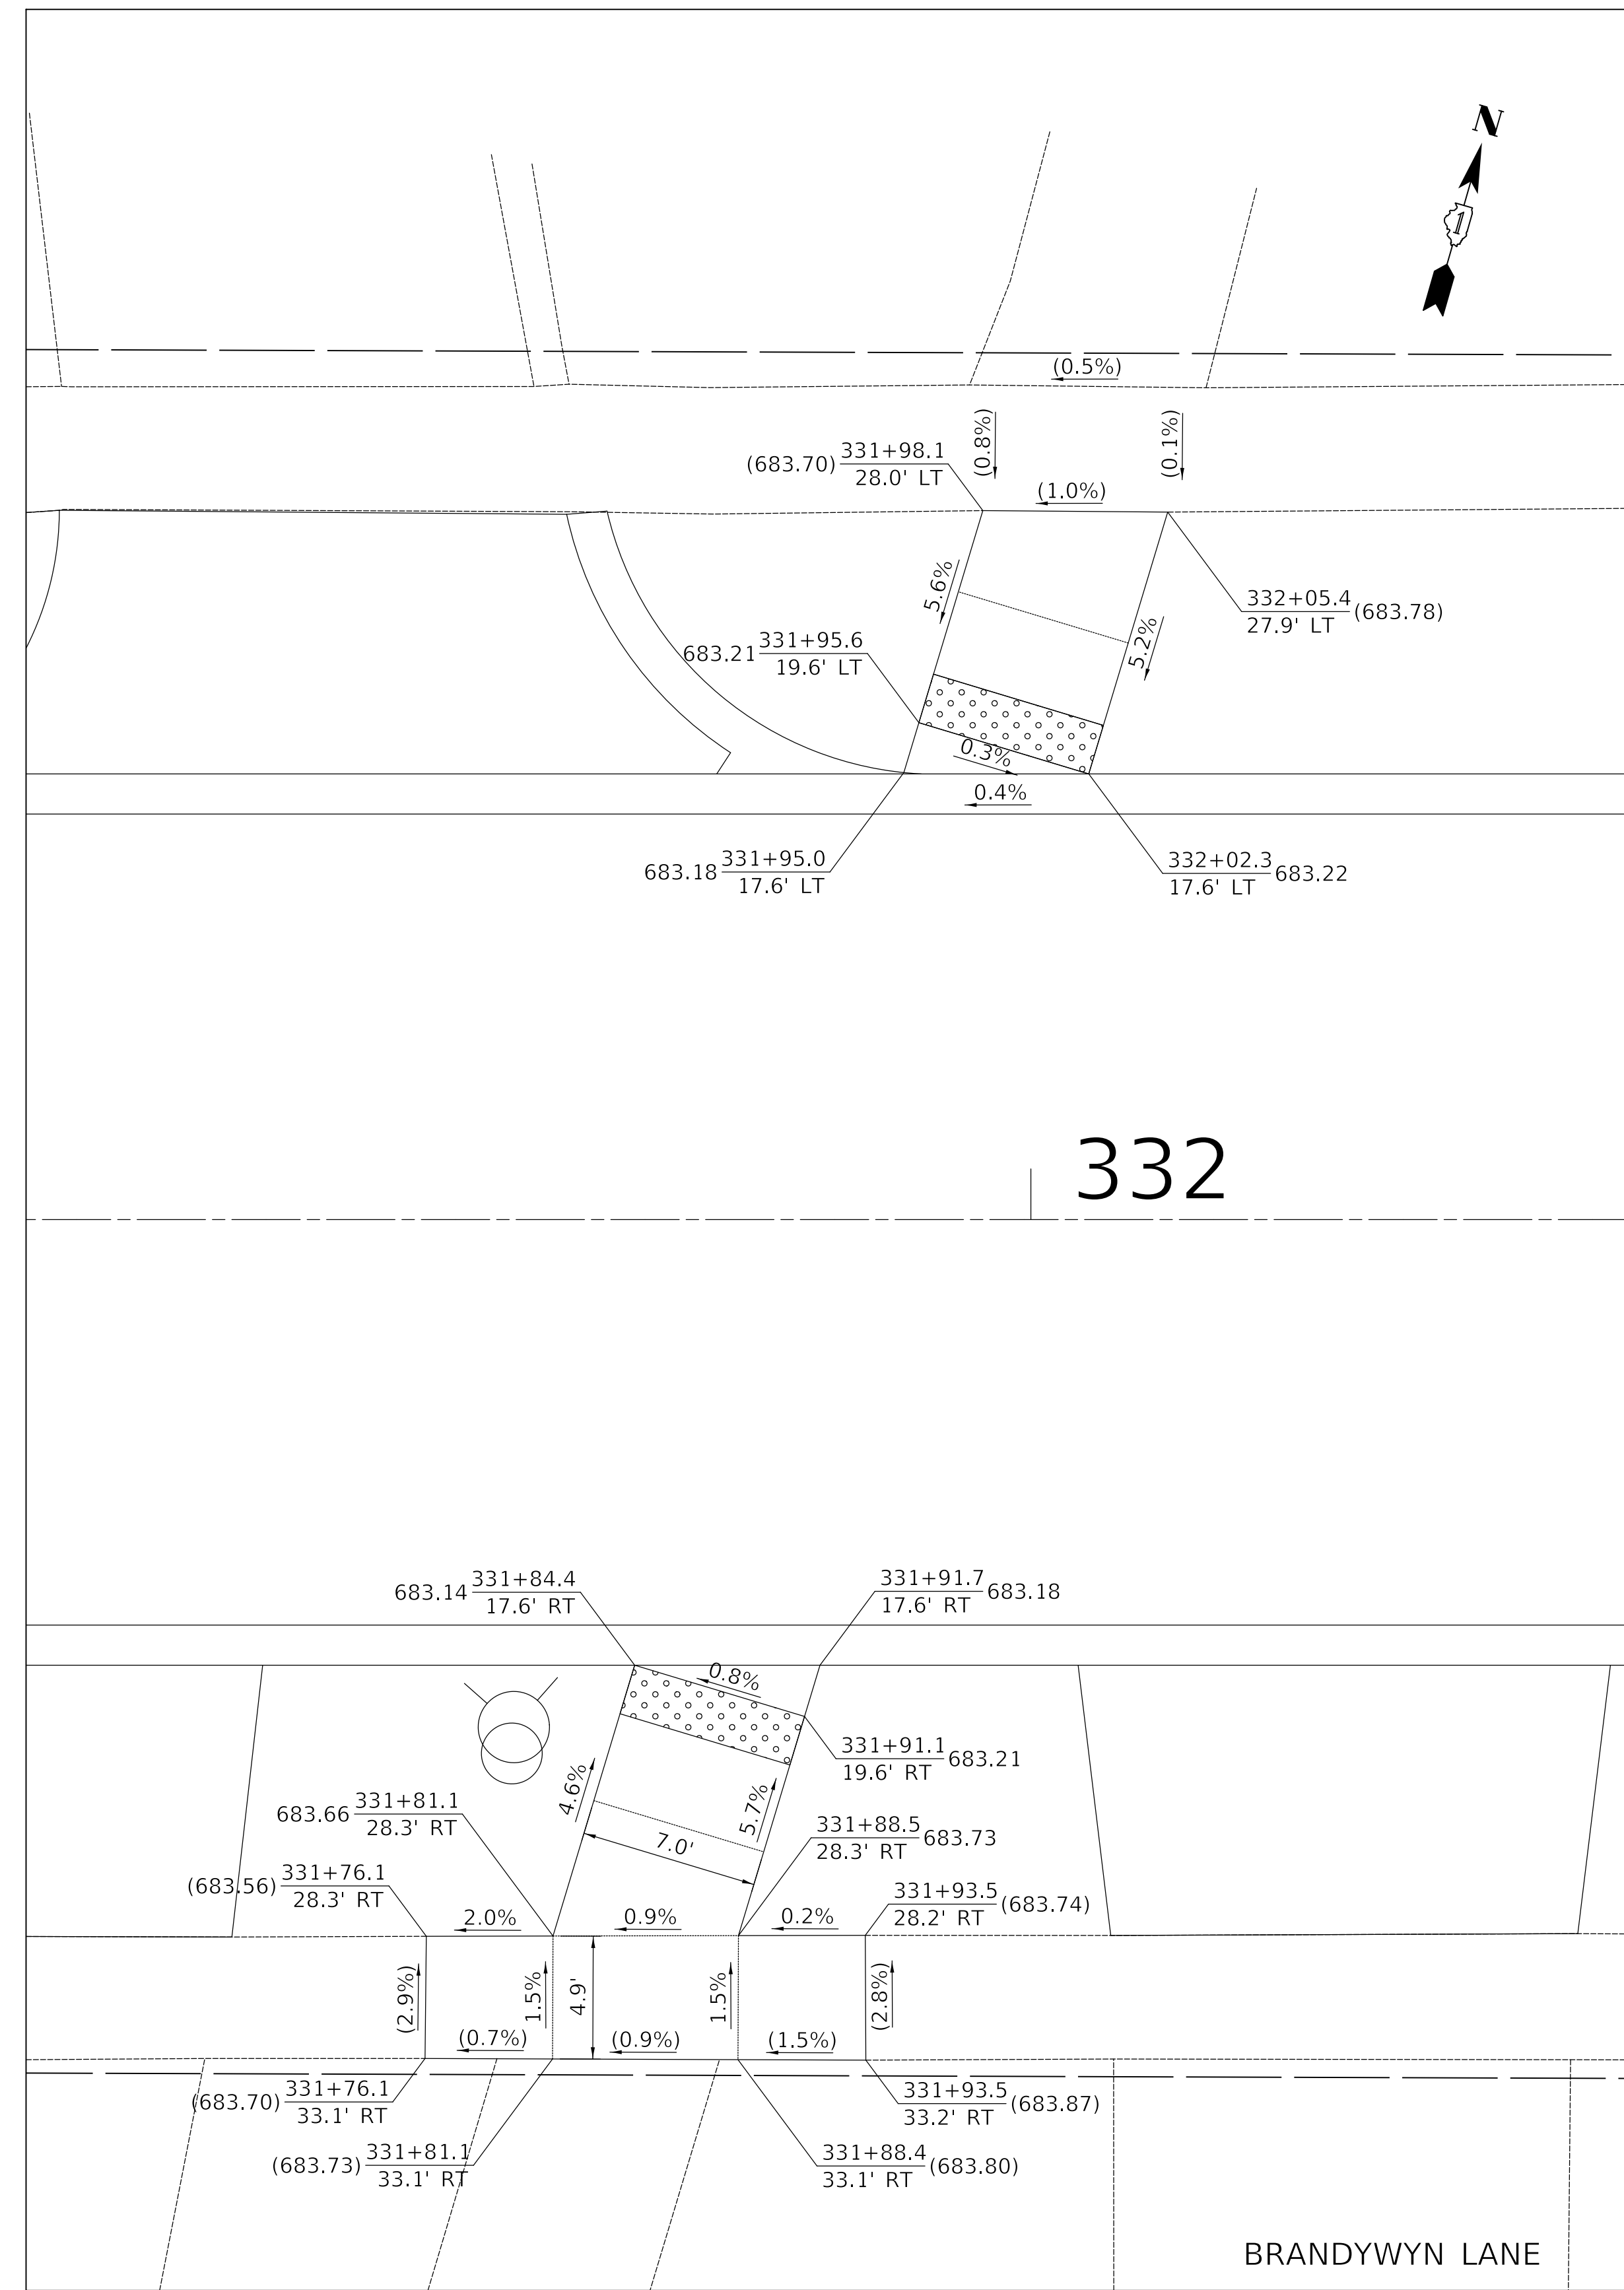 N
1
(0.5%)
(0.8%)
(0.1%)
(683.70) 331+98.1
28.0' LT
(1.0%)
5.6%
332+05.4 (683.78)
27.9' LT
5.2%
683.21 331+95.6
19.6' LT
0.3%
0.4%
683.18 331+95.0
17.6' LT
332+02.3 683.22
17.6' LT
332
683.14 331+84.4
17.6' RT
331+91.7 683.18
17.6' RT
0.8%
331+91.1 683.21
19.6' RT
4.6%
5.7%
683.66 331+81.1
28.3' RT
7.0'
331+88.5 683.73
28.3' RT
(683.56) 331+76.1
28.3' RT
331+93.5 (683.74)
28.2' RT
2.0%
0.9%
0.2%
(2.9%)
1.5%
4.9'
1.5%
(2.8%)
(0.7%)
(0.9%)
(1.5%)
(683.70) 331+76.1
33.1' RT
331+93.5 (683.87)
33.2' RT
(683.73) 331+81.1
33.1' RT
331+88.4 (683.80)
33.1' RT
BRANDYWYN LANE